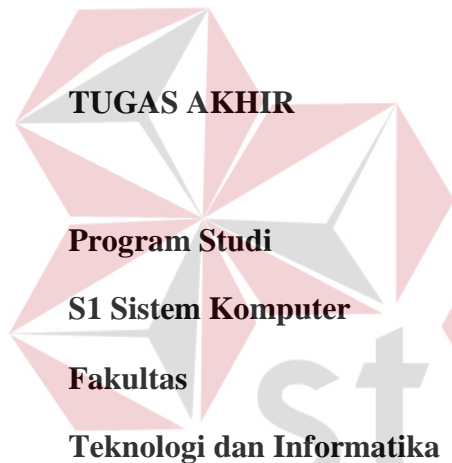 TUGAS AKHIR
Program Studi
S1 Sistem Komputer
Fakultas
Teknologi dan Informatika